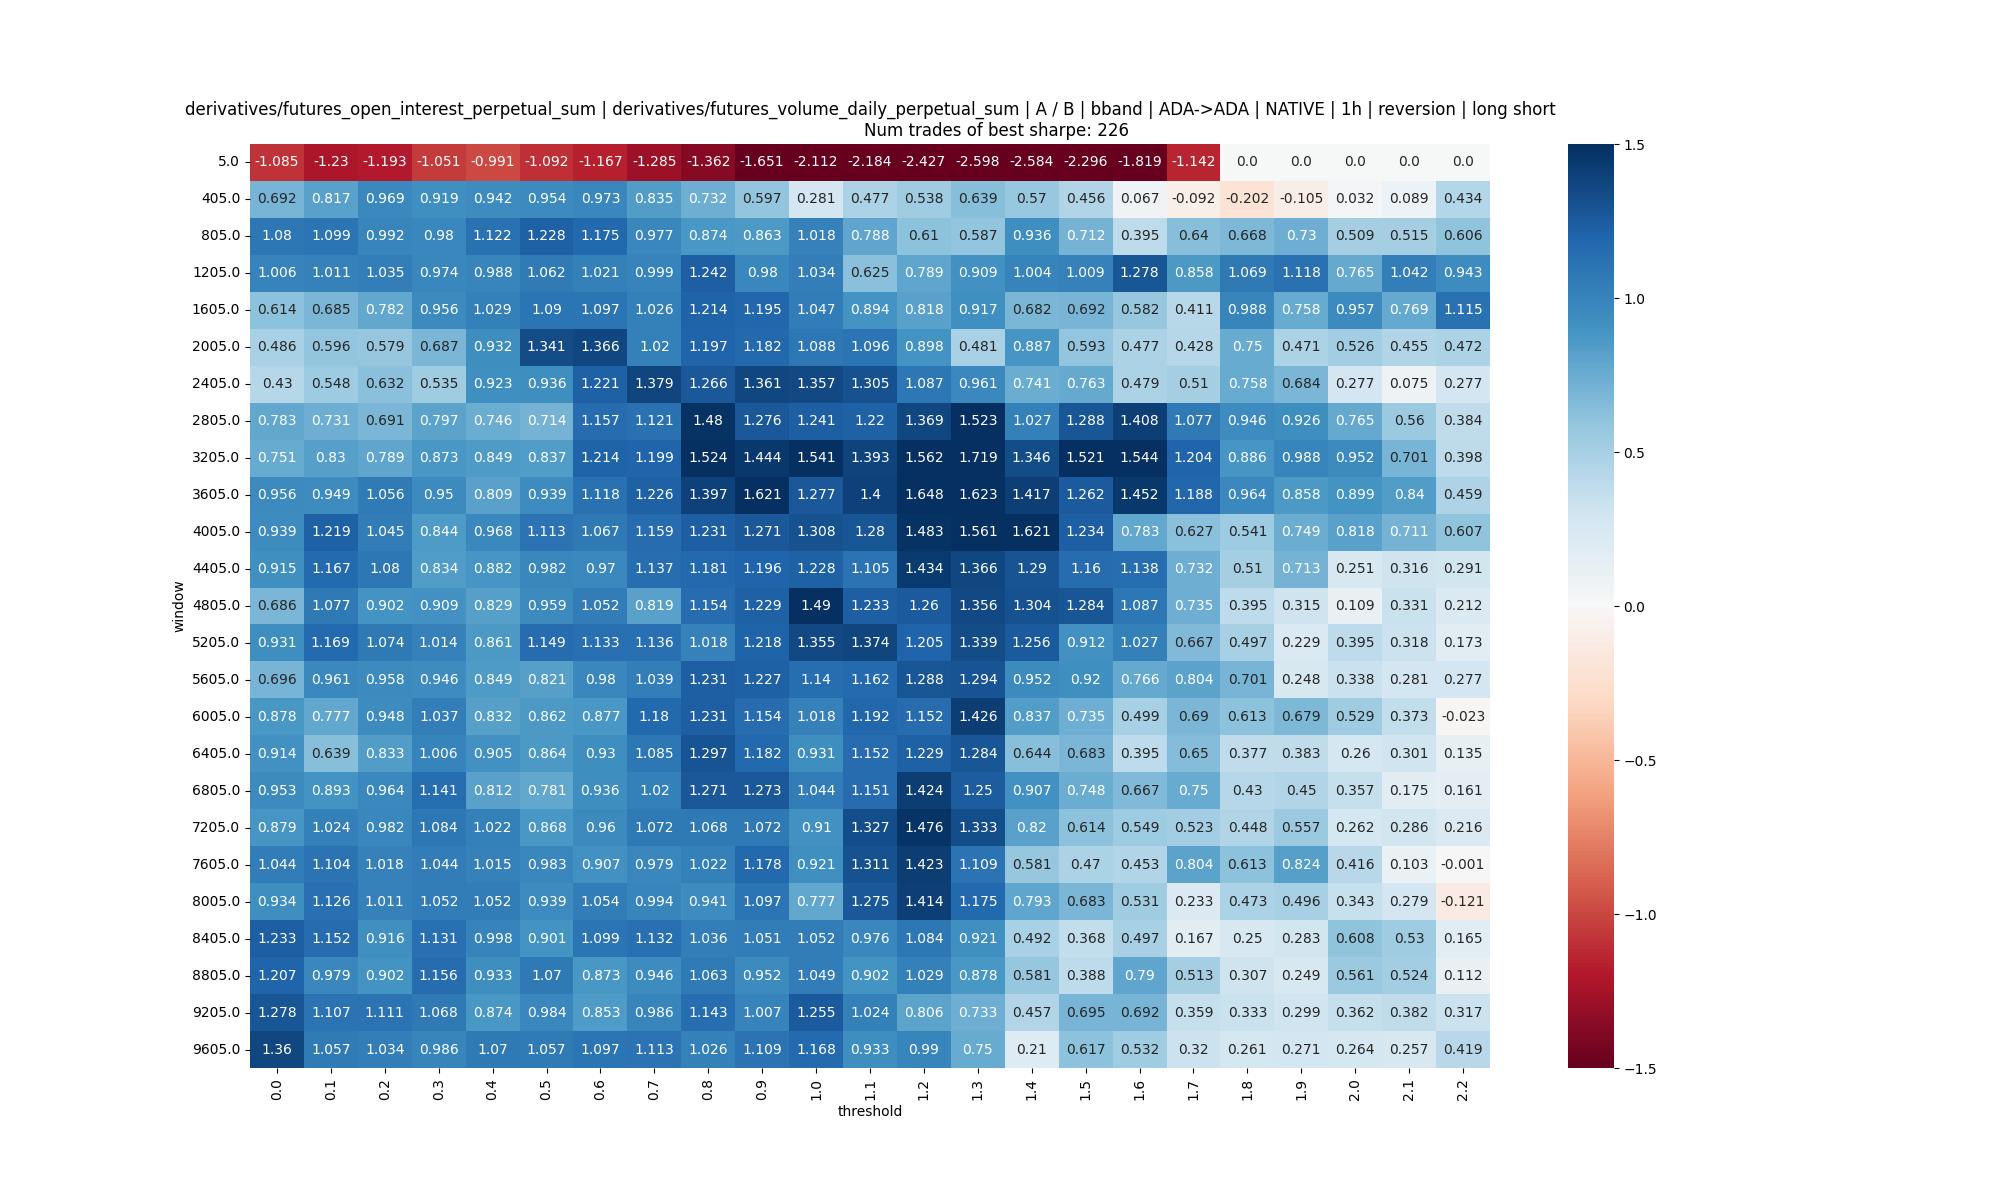 derivatives/futures_open_interest_perpetual_sum | derivatives/futures_volume_daily_perpetual_sum | A / B | bband | ADA->ADA | NATIVE | 1h | reversion | long short
Num trades of best sharpe: 226
5.0 -1.085 -1.23 -1.193 -1.051 -0.991 -1.092 -1.167 -1.285 -1.362 -1.651 -2.112 -2.184 -2.427 -2.598 -2.584 -2.296 -1.819 -1.142 0.0 0.0 0.0 0.0 0.0
405.0 0.692 0.817 0.969 0.919 0.942 0.954 0.973 0.835 0.732 0.597 0.281 0.477 0.538 0.639 0.57 0.456 0.067 -0.092 -0.202 -0.105 0.032 0.089 0.434
805.0 1.08 1.099 0.992 0.98 1.122 1.228 1.175 0.977 0.874 0.863 1.018 0.788 0.61 0.587 0.936 0.712 0.395 0.64 0.668 0.73 0.509 0.515 0.606
1205.0 1.006 1.011 1.035 0.974 0.988 1.062 1.021 0.999 1.242 0.98 1.034 0.625 0.789 0.909 1.004 1.009 1.278 0.858 1.069 1.118 0.765 1.042 0.943
1605.0 0.614 0.685 0.782 0.956 1.029 1.09 1.097 1.026 1.214 1.195 1.047 0.894 0.818 0.917 0.682 0.692 0.582 0.411 0.988 0.758 0.957 0.769 1.115
2005.0 0.486 0.596 0.579 0.687 0.932 1.341 1.366 1.02 1.197 1.182 1.088 1.096 0.898 0.481 0.887 0.593 0.477 0.428 0.75 0.471 0.526 0.455 0.472
2405.0 0.43 0.548 0.632 0.535 0.923 0.936 1.221 1.379 1.266 1.361 1.357 1.305 1.087 0.961 0.741 0.763 0.479 0.51 0.758 0.684 0.277 0.075 0.277
2805.0 0.783 0.731 0.691 0.797 0.746 0.714 1.157 1.121 1.48 1.276 1.241 1.22 1.369 1.523 1.027 1.288 1.408 1.077 0.946 0.926 0.765 0.56 0.384
3205.0 0.751 0.83 0.789 0.873 0.849 0.837 1.214 1.199 1.524 1.444 1.541 1.393 1.562 1.719 1.346 1.521 1.544 1.204 0.886 0.988 0.952 0.701 0.398
3605.0 0.956 0.949 1.056 0.95 0.809 0.939 1.118 1.226 1.397 1.621 1.277 1.4 1.648 1.623 1.417 1.262 1.452 1.188 0.964 0.858 0.899 0.84 0.459
4005.0 0.939 1.219 1.045 0.844 0.968 1.113 1.067 1.159 1.231 1.271 1.308 1.28 1.483 1.561 1.621 1.234 0.783 0.627 0.541 0.749 0.818 0.711 0.607
4405.0 0.915 1.167 1.08 0.834 0.882 0.982 0.97 1.137 1.181 1.196 1.228 1.105 1.434 1.366 1.29 1.16 1.138 0.732 0.51 0.713 0.251 0.316 0.291
4805.0 0.686 1.077 0.902 0.909 0.829 0.959 1.052 0.819 1.154 1.229 1.49 1.233 1.26 1.356 1.304 1.284 1.087 0.735 0.395 0.315 0.109 0.331 0.212
5205.0 0.931 1.169 1.074 1.014 0.861 1.149 1.133 1.136 1.018 1.218 1.355 1.374 1.205 1.339 1.256 0.912 1.027 0.667 0.497 0.229 0.395 0.318 0.173
5605.0 0.696 0.961 0.958 0.946 0.849 0.821 0.98 1.039 1.231 1.227 1.14 1.162 1.288 1.294 0.952 0.92 0.766 0.804 0.701 0.248 0.338 0.281 0.277
6005.0 0.878 0.777 0.948 1.037 0.832 0.862 0.877 1.18 1.231 1.154 1.018 1.192 1.152 1.426 0.837 0.735 0.499 0.69 0.613 0.679 0.529 0.373 -0.023
6405.0 0.914 0.639 0.833 1.006 0.905 0.864 0.93 1.085 1.297 1.182 0.931 1.152 1.229 1.284 0.644 0.683 0.395 0.65 0.377 0.383 0.26 0.301 0.135
6805.0 0.953 0.893 0.964 1.141 0.812 0.781 0.936 1.02 1.271 1.273 1.044 1.151 1.424 1.25 0.907 0.748 0.667 0.75 0.43 0.45 0.357 0.175 0.161
7205.0 0.879 1.024 0.982 1.084 1.022 0.868 0.96 1.072 1.068 1.072 0.91 1.327 1.476 1.333 0.82 0.614 0.549 0.523 0.448 0.557 0.262 0.286 0.216
7605.0 1.044 1.104 1.018 1.044 1.015 0.983 0.907 0.979 1.022 1.178 0.921 1.311 1.423 1.109 0.581 0.47 0.453 0.804 0.613 0.824 0.416 0.103 -0.001
8005.0 0.934 1.126 1.011 1.052 1.052 0.939 1.054 0.994 0.941 1.097 0.777 1.275 1.414 1.175 0.793 0.683 0.531 0.233 0.473 0.496 0.343 0.279 -0.121
8405.0 1.233 1.152 0.916 1.131 0.998 0.901 1.099 1.132 1.036 1.051 1.052 0.976 1.084 0.921 0.492 0.368 0.497 0.167 0.25 0.283 0.608 0.53 0.165
8805.0 1.207 0.979 0.902 1.156 0.933 1.07 0.873 0.946 1.063 0.952 1.049 0.902 1.029 0.878 0.581 0.388 0.79 0.513 0.307 0.249 0.561 0.524 0.112
9205.0 1.278 1.107 1.111 1.068 0.874 0.984 0.853 0.986 1.143 1.007 1.255 1.024 0.806 0.733 0.457 0.695 0.692 0.359 0.333 0.299 0.362 0.382 0.317
9605.0 1.36 1.057 1.034 0.986 1.07 1.057 1.097 1.113 1.026 1.109 1.168 0.933 0.99 0.75 0.21 0.617 0.532 0.32 0.261 0.271 0.264 0.257 0.419
window
0.0 0.1 0.2 0.3 0.4 0.5 0.6 0.7 0.8 0.9 1.0 1.1 1.2 1.3 1.4 1.5 1.6 1.7 1.8 1.9 2.0 2.1 2.2
threshold
1.5
1.0
0.5
0.0
−0.5
−1.0
−1.5